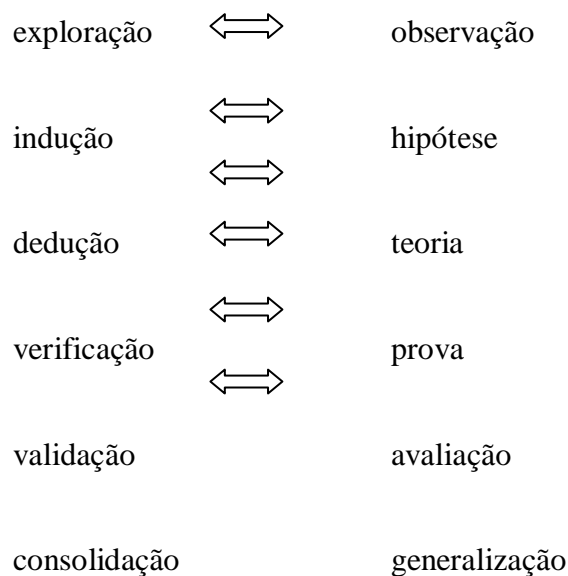 exploração observação
indução hipótese
dedução teoria
verificação prova
validação avaliação
consolidação generalização